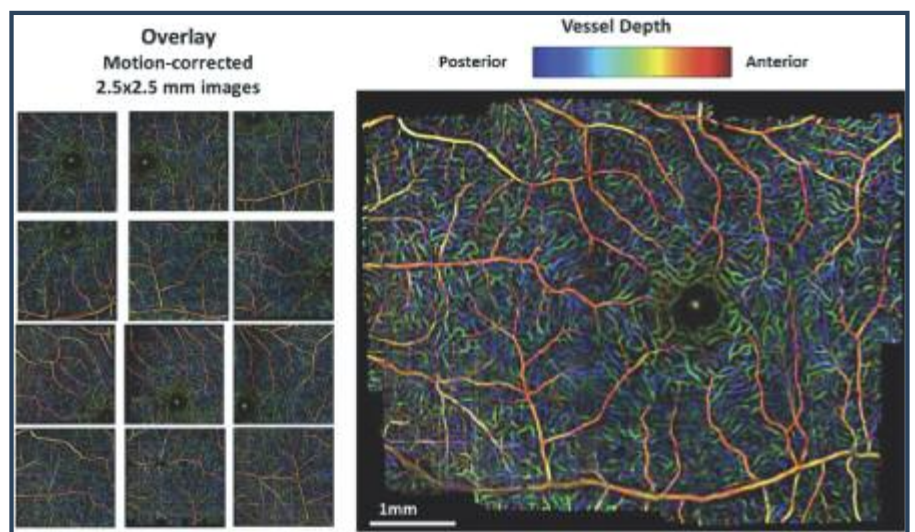 Overlay
Motion-corrected
2.5x2.5 mm images
Vessel Depth
Posterior
Anterior
1mm